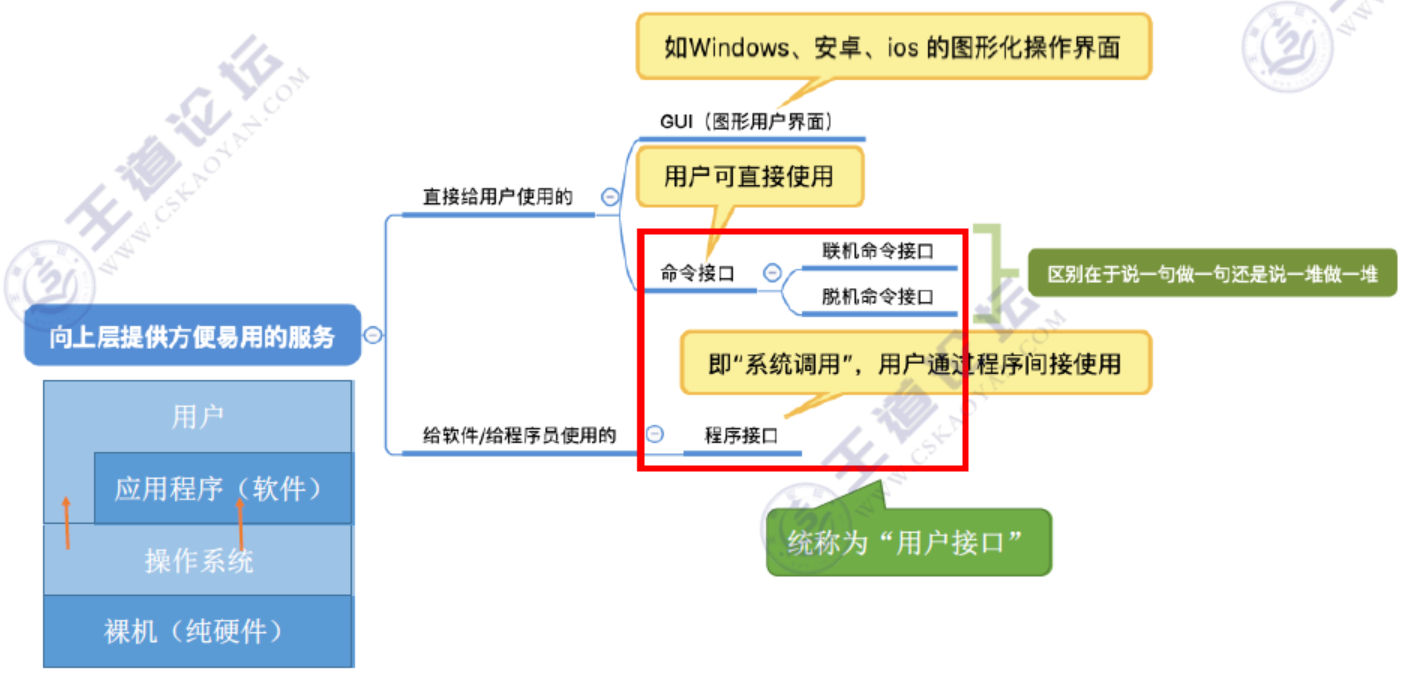 如Windows、安卓、ios 的图形化操作界面
GUI（图形用户界面）
用户可直接使用
直接给用户使用的
联机命令接口
命令接口
脱机命令接口
区别在于说一句做一句还是说一堆做一堆
向上层提供方便易用的服务
即“系统调用”，用户通过程序间接使用
给软件/给程序员使用的
程序接口
统称为“用户接口”
用户
应用程序（软件）
操作系统
裸机（纯硬件）
王道论坛
WWW.CSKAOYAN.COM
王道论坛
WWW.CSKAOYAN.COM